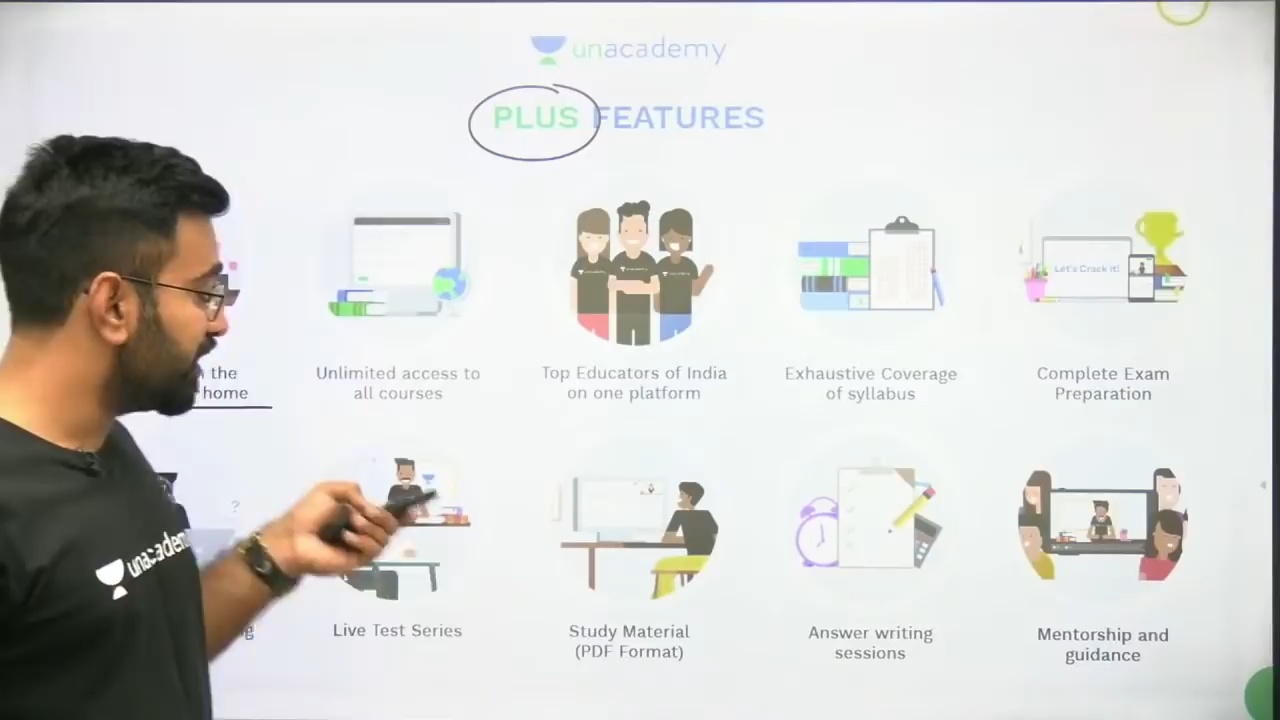 unacademy
PLUS FEATURES
Let's Crack it!
the
home
Unlimited access to
all courses
Top Educators of India
on one platform
Exhaustive Coverage
of syllabus
Complete Exam
Preparation
?
unacademy
Live Test Series
Study Material
(PDF Format)
Answer writing
sessions
Mentorship and
guidance